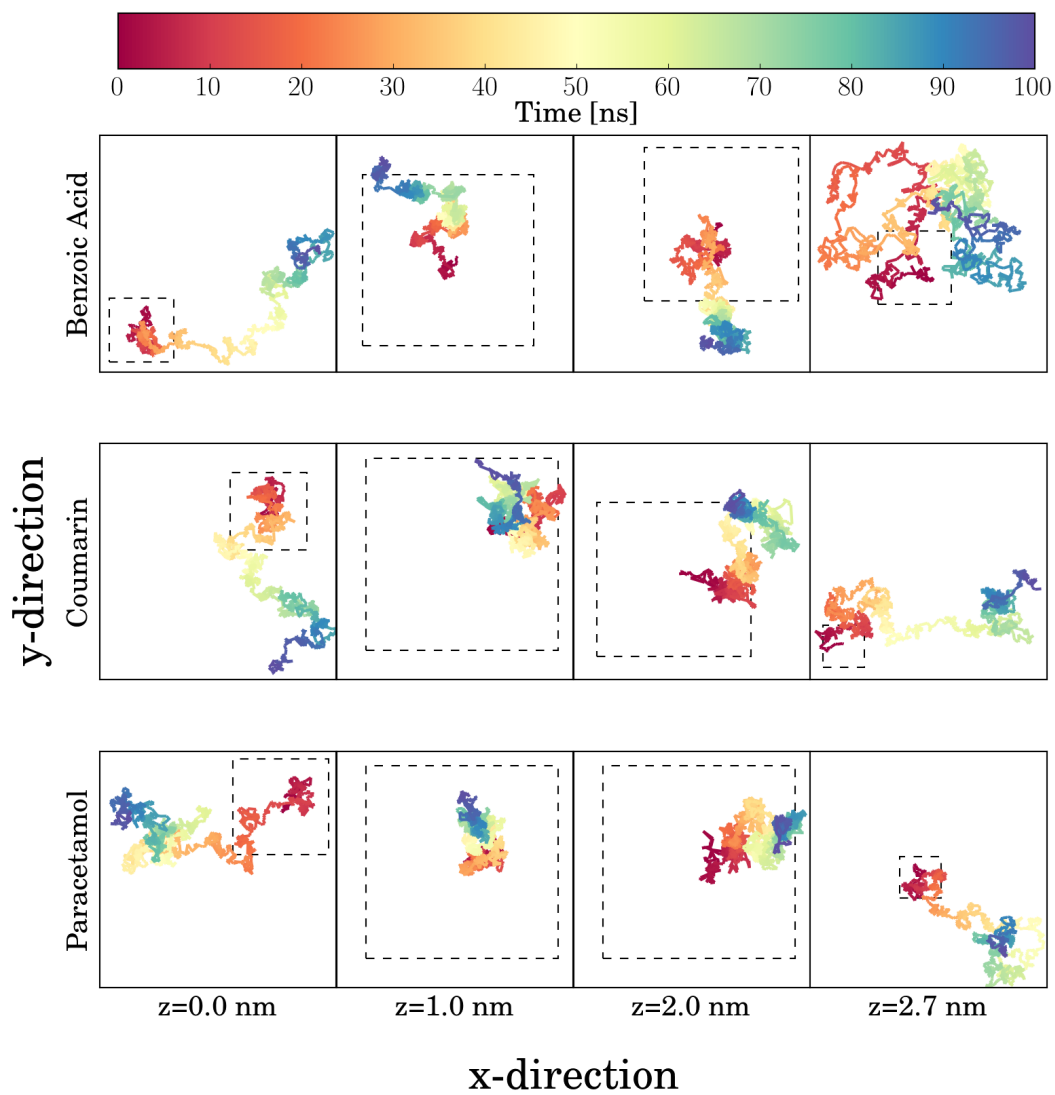 0 10 20 30 40 50 60 70 80 90 100
Time [ns]
Benzoic Acid
y-direction
Coumarin
Paracetamol
z=0.0 nm z=1.0 nm z=2.0 nm z=2.7 nm
x-direction